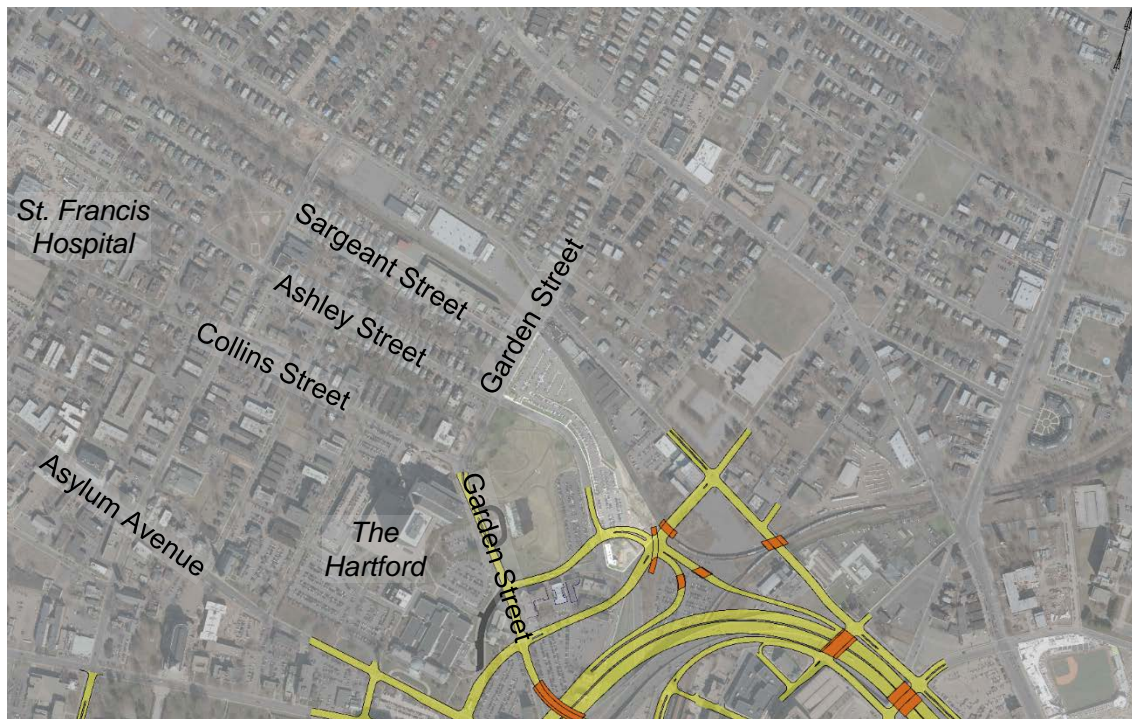 St. Francis
Hospital
Sargeant Street
Garden Street
Ashley Street
Collins Street
Asylum Avenue
The
Hartford
Garden Street